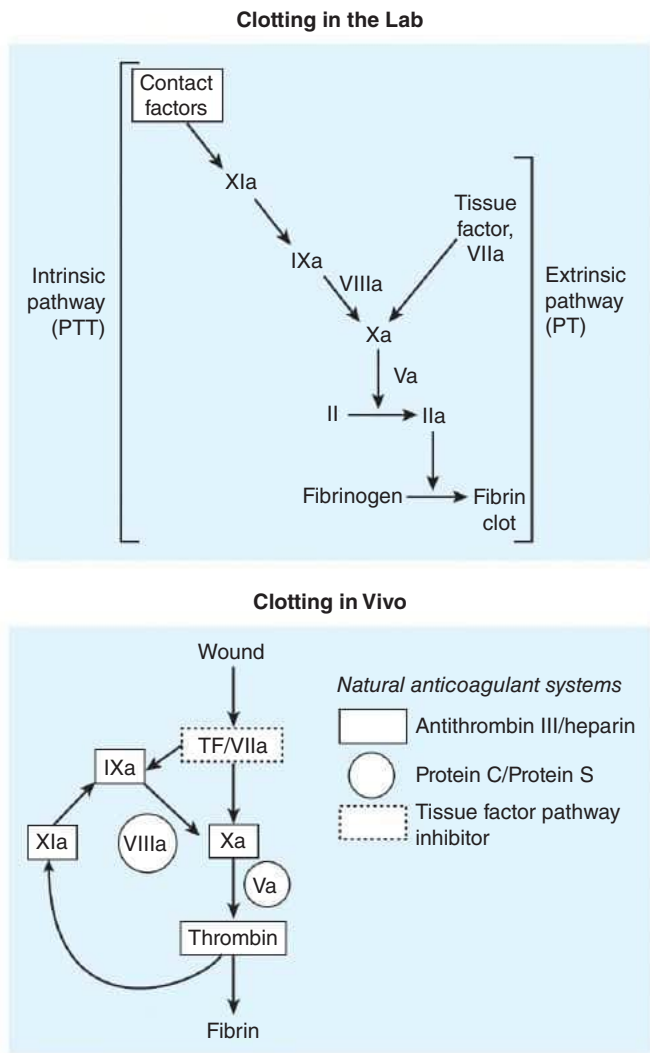 Clotting in the Lab
Contact
factors
XIa
Tissue
factor,
VIIa
IXa
VIIIa
Intrinsic
pathway
(PTT)
Extrinsic
pathway
(PT)
Xa
Va
II
IIa
Fibrinogen
Fibrin
clot
Clotting in Vivo
Wound
TF/VIIa
IXa
XIa
VIIIa
Xa
Va
Thrombin
Fibrin
Natural anticoagulant systems
Antithrombin III/heparin
Protein C/Protein S
Tissue factor pathway
inhibitor